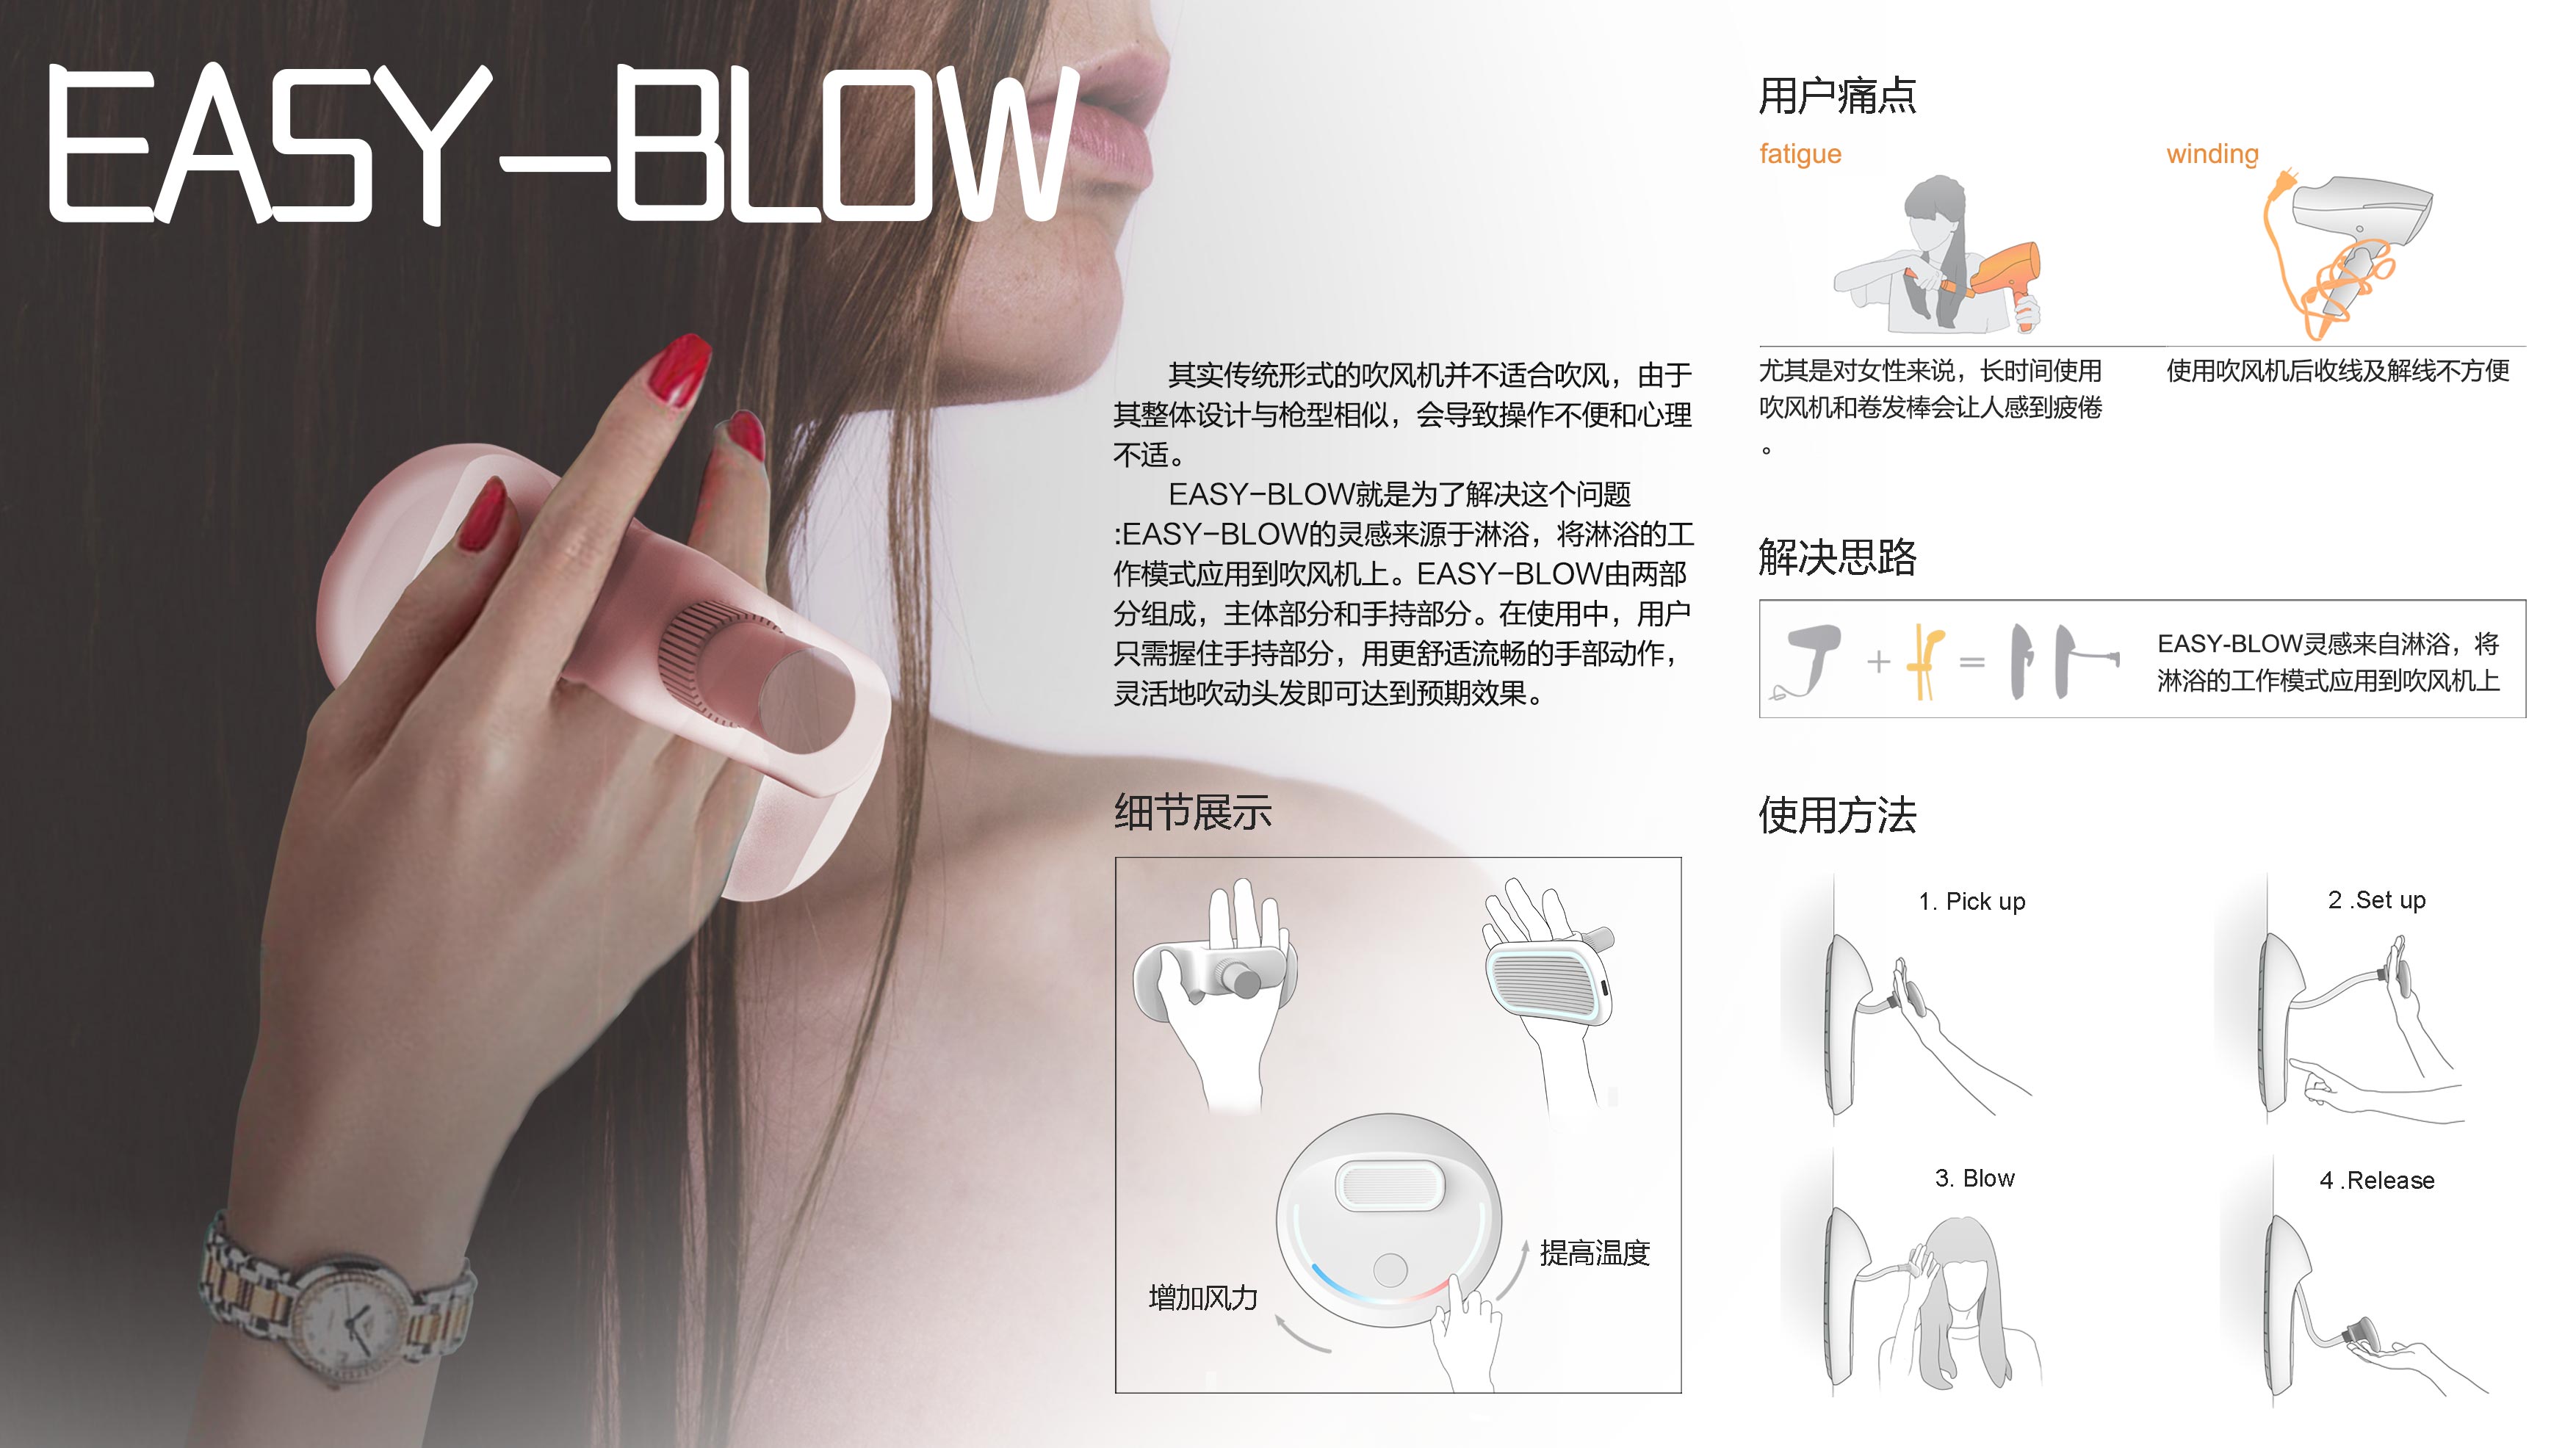 EASY-BLOW
其实传统形式的吹风机并不适合吹风，由于
其整体设计与枪型相似，会导致操作不便和心理
不适。
EASY-BLOW就是为了解决这个问题
:EASY-BLOW的灵感来源于淋浴，将淋浴的工
作模式应用到吹风机上。EASY-BLOW由两部
分组成，主体部分和手持部分。在使用中，用户
只需握住手持部分，用更舒适流畅的手部动作，
灵活地吹动头发即可达到预期效果。
细节展示
增加风力
提高温度
用户痛点
fatigue
尤其是对女性来说，长时间使用
吹风机和卷发棒会让人感到疲倦
。
winding
使用吹风机后收线及解线不方便
解决思路
EASY-BLOW灵感来自淋浴，将
淋浴的工作模式应用到吹风机上
使用方法
1. Pick up
2 .Set up
3. Blow
4 .Release